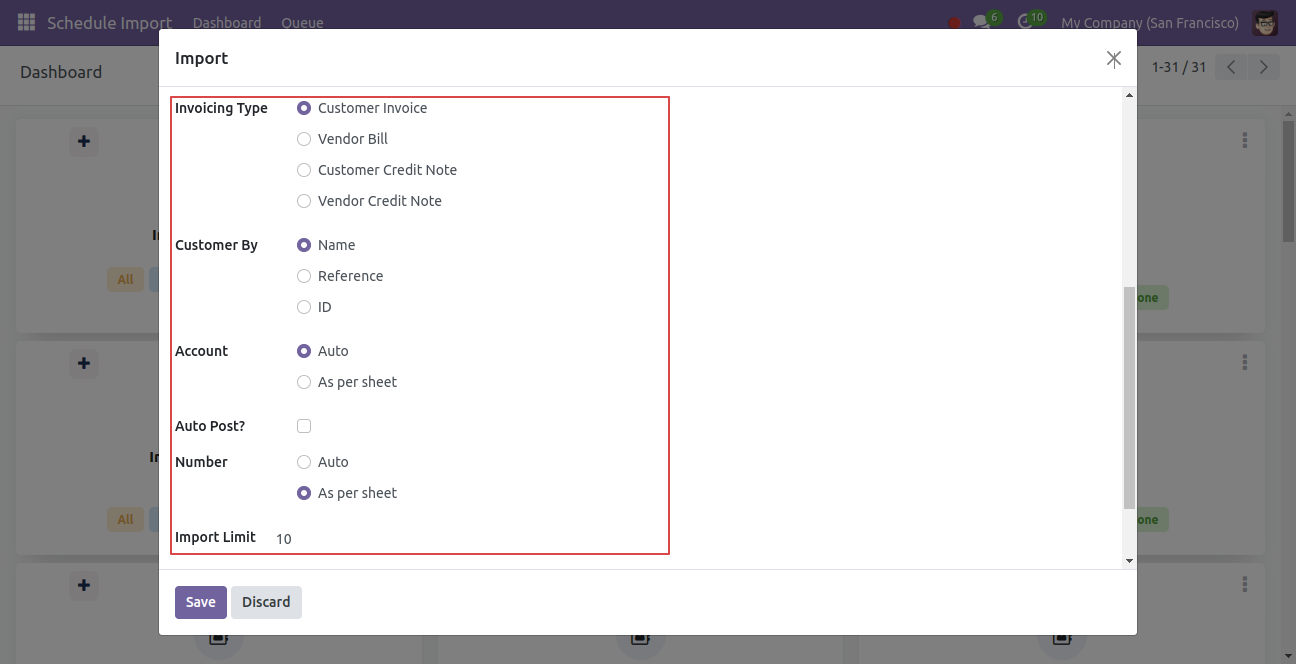 Schedule Import Dashboard Queue 6 10 My Company (San Francisco)
Dashboard 1-31 / 31
Import
Invoicing Type Customer Invoice
Vendor Bill
Customer Credit Note
Vendor Credit Note
Customer By Name
Reference
ID
Account Auto
As per sheet
Auto Post?
Number Auto
As per sheet
Import Limit 10
Save Discard
All
All